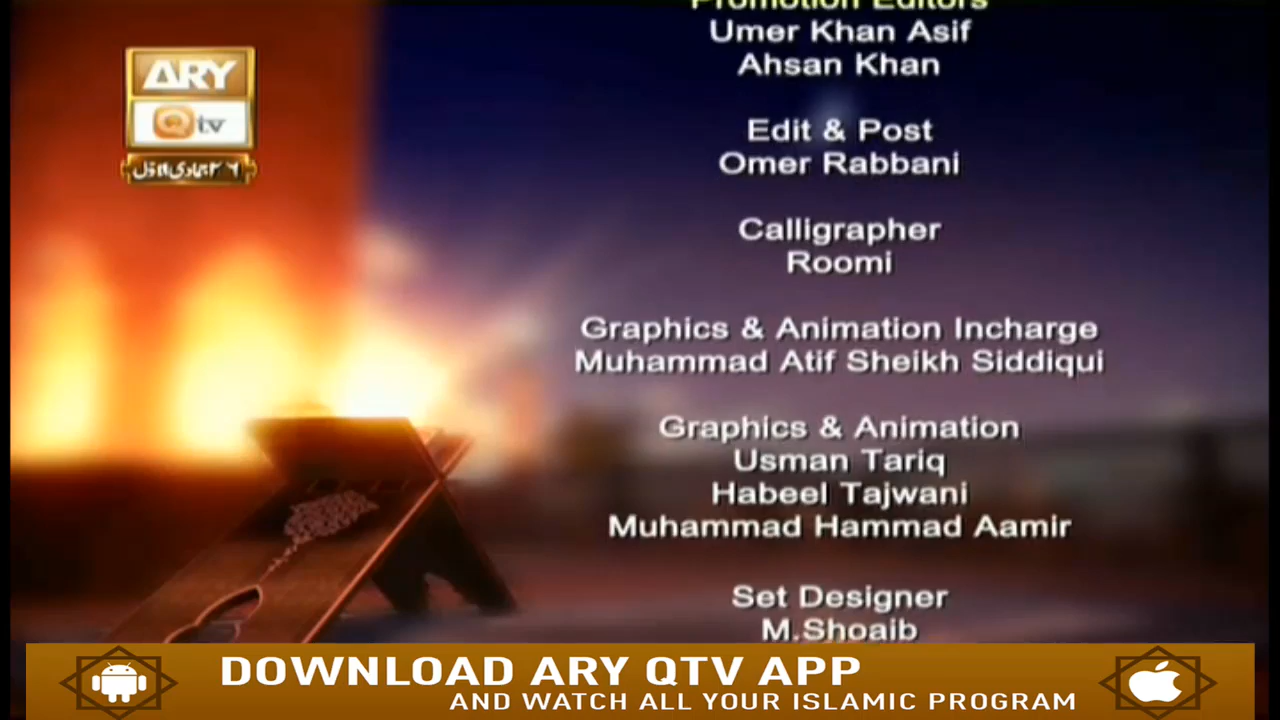 Promotion Editors
Umer Khan Asif
Ahsan Khan
ARY
Qtv
Edit & Post
Omer Rabbani
Calligrapher
Roomi
Graphics & Animation Incharge
Muhammad Atif Sheikh Siddiqui
Graphics & Animation
Usman Tariq
Habeel Tajwani
Muhammad Hammad Aamir
Set Designer
M.Shoaib
DOWNLOAD ARY QTV APP
AND WATCH ALL YOUR ISLAMIC PROGRAM